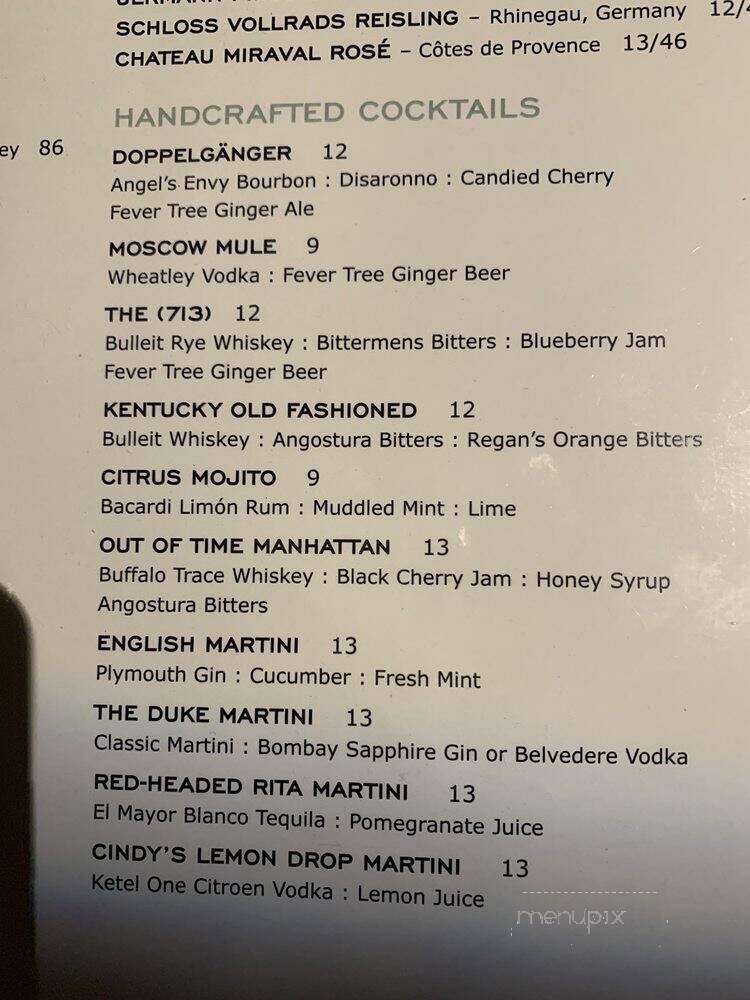 SCHLOSS VOLLRADS REISLING – Rhinegau, Germany
CHATEAU MIRAVAL ROSÉ – Côtes de Provence 13/46
HANDCRAFTED COCKTAILS
86
DOPPELGÄNGER 12
Angel's Envy Bourbon : Disaronno : Candied Cherry
Fever Tree Ginger Ale
MOSCOW MULE 9
Wheatley Vodka : Fever Tree Ginger Beer
THE (713) 12
Bulleit Rye Whiskey : Bittermens Bitters : Blueberry Jam
Fever Tree Ginger Beer
KENTUCKY OLD FASHIONED 12
Bulleit Whiskey : Angostura Bitters : Regan's Orange Bitters
CITRUS MOJITO 9
Bacardi Limón Rum : Muddled Mint : Lime
OUT OF TIME MANHATTAN 13
Buffalo Trace Whiskey : Black Cherry Jam : Honey Syrup
Angostura Bitters
ENGLISH MARTINI 13
Plymouth Gin : Cucumber : Fresh Mint
THE DUKE MARTINI 13
Classic Martini : Bombay Sapphire Gin or Belvedere Vodka
RED-HEADED RITA MARTINI 13
El Mayor Blanco Tequila : Pomegranate Juice
CINDY'S LEMON DROP MARTINI 13
Ketel One Citroen Vodka : Lemon Juice
menupix